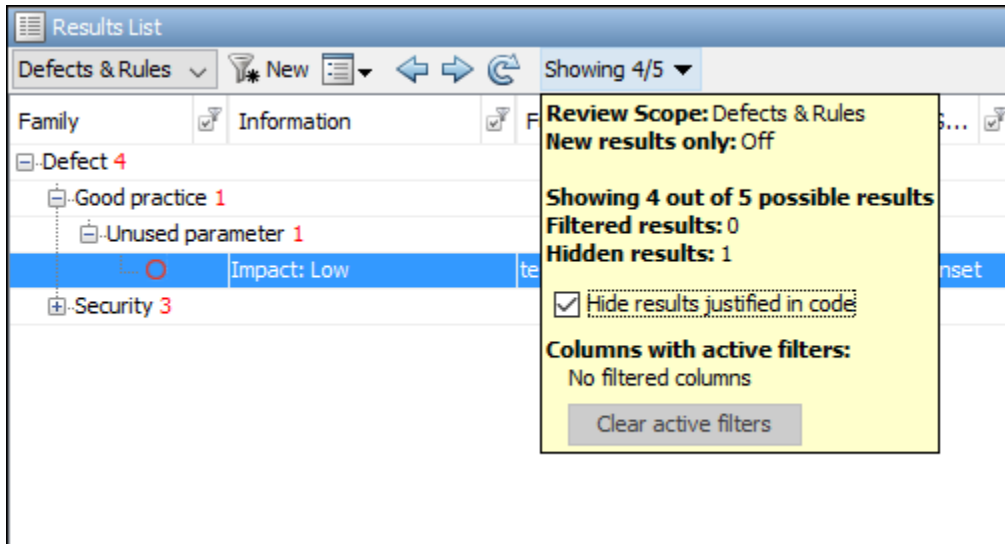 Results List
Defects & Rules New Showing 4/5
Family Information F
Review Scope: Defects & Rules
New results only: Off
Showing 4 out of 5 possible results
Filtered results: 0
Hidden results: 1
Hide results justified in code
Columns with active filters:
No filtered columns
Clear active filters
Defect 4
Good practice 1
Unused parameter 1
Impact: Low
Security 3